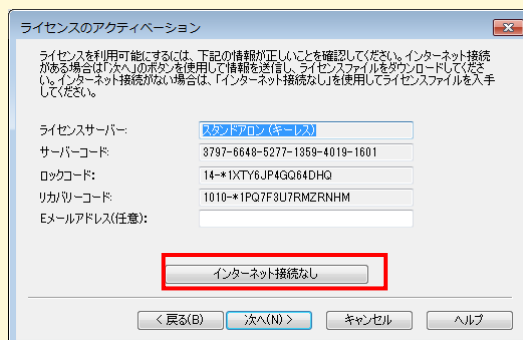 ライセンスのアクティベーション
ライセンスを利用可能にするには、下記の情報が正しいことを確認してください。インターネット接続
がある場合は「次へ」のボタンを使用して情報を送信し、ライセンスファイルをダウンロードしてくださ
い。インターネット接続がない場合は、「インターネット接続なし」を使用してライセンスファイルを入手
してください。
ライセンスサーバー: スタンドアロン (キーレス)
サーバーコード: 3797-6648-5277-1359-4019-1601
ロックコード: 14-*1XTY6JP4GQ64DHQ
リカバリーコード: 1010-*1PQ7F3U7RMZRNHM
Eメールアドレス(任意):
インターネット接続なし
< 戻る(B) 次へ(N) > キャンセル ヘルプ